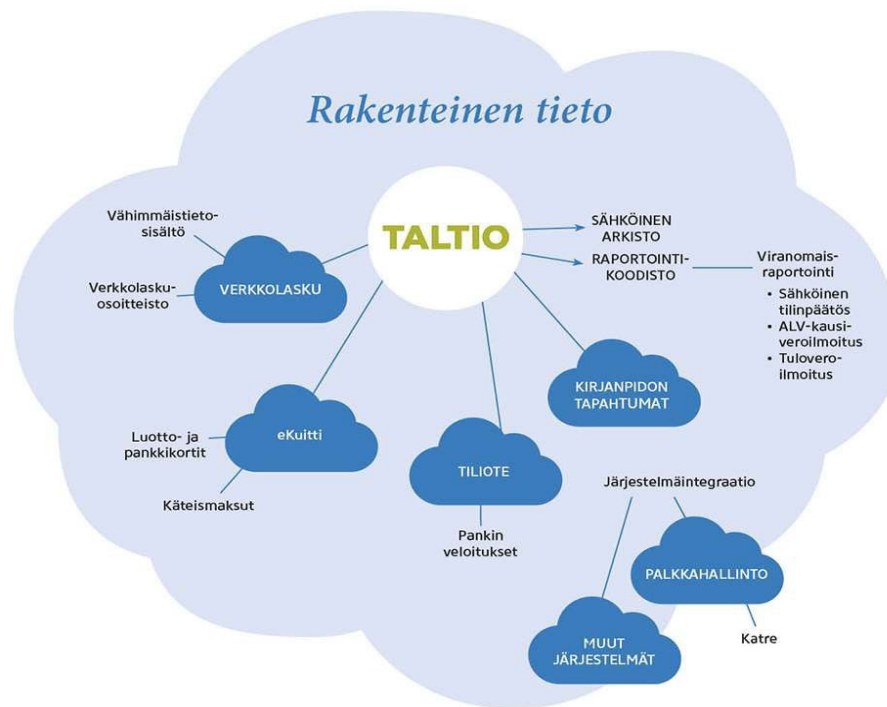 Rakenteinen tieto
TALTIO
SÄHKÖINEN
ARKISTO
RAPORTOINTI-
KOODISTO
Viranomais-
raportointi
• Sähköinen
tilinpäätös
• ALV-kausi-
veroilmoitus
• Tulovero-
ilmoitus
Vähimmäistieto-
sisältö
Verkkolasku-
osoitteisto
VERKKOLASKU
KIRJANPIDON
TAPAHTUMAT
eKuitti
Luotto- ja
pankkikortit
Käteismaksut
TILIOTE
Pankin
veloitukset
Järjestelmäintegraatio
PALKKAHALLINTO
Katre
MUUT
JÄRJESTELMÄT